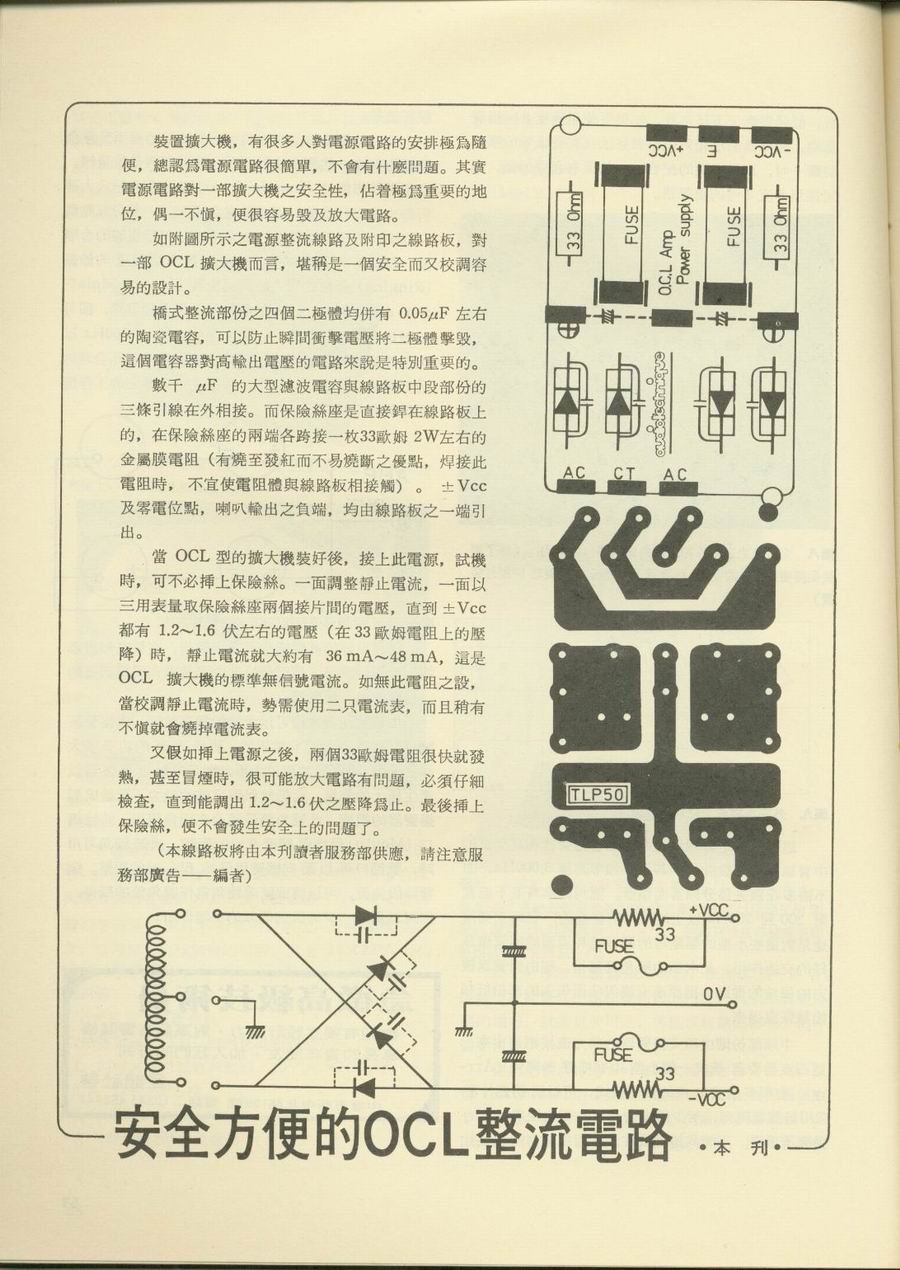 裝置擴大機，有很多人對電源電路的安排極爲隨
便，總認爲電源電路很簡單，不會有什麼問題。其實
電源電路對一部擴大機之安全性，佔着極爲重要的地
位，偶一不愼，便很容易毀及放大電路。
如附圖所示之電源整流線路及附印之線路板，對
一部 OCL 擴大機而言，堪稱是一個安全而又校調容
易的設計。
橋式整流部份之四個二極體均併有 0.05μF 左右
的陶瓷電容，可以防止瞬間衝擊電壓將二極體擊毀，
這個電容器對高輸出電壓的電路來說是特別重要的。
數千 μF 的大型濾波電容與線路板中段部份的
三條引線在外相接。而保險絲座是直接銲在線路板上
的，在保險絲座的兩端各跨接一枚33歐姆 2W左右的
金屬膜電阻（有燒至發紅而不易燒斷之優點，焊接此
電阻時，不宜使電阻體與線路板相接觸）。 ±Vcc
及零電位點，喇叭輸出之負端，均由線路板之一端引
出。
當 OCL 型的擴大機裝好後，接上此電源，試機
時，可不必揷上保險絲。一面調整靜止電流，一面以
三用表量取保險絲座兩個接片間的電壓，直到 ±Vcc
都有 1.2～1.6 伏左右的電壓（在 33 歐姆電阻上的壓
降）時， 靜止電流就大約有 36 mA～48 mA，這是
OCL 擴大機的標準無信號電流。如無此電阻之設，
當校調靜止電流時，勢需使用二只電流表，而且稍有
不愼就會燒掉電流表。
又假如揷上電源之後，兩個33歐姆電阻很快就發
熱，甚至冒煙時，很可能放大電路有問題，必須仔細
檢查，直到能調出 1.2～1.6 伏之壓降爲止。最後揷上
保險絲，便不會發生安全上的問題了。
（本線路板將由本刊讀者服務部供應，請注意服
務部廣告——編者）
+VCC E -VCC
33 Ohm
FUSE
O.C.L Amp
Power supply
FUSE
33 Ohm
audiotechnique
AC CT AC
TLP50
+VCC
33
FUSE
0V
FUSE
33
-VCC
安全方便的OCL整流電路
•本 刊•